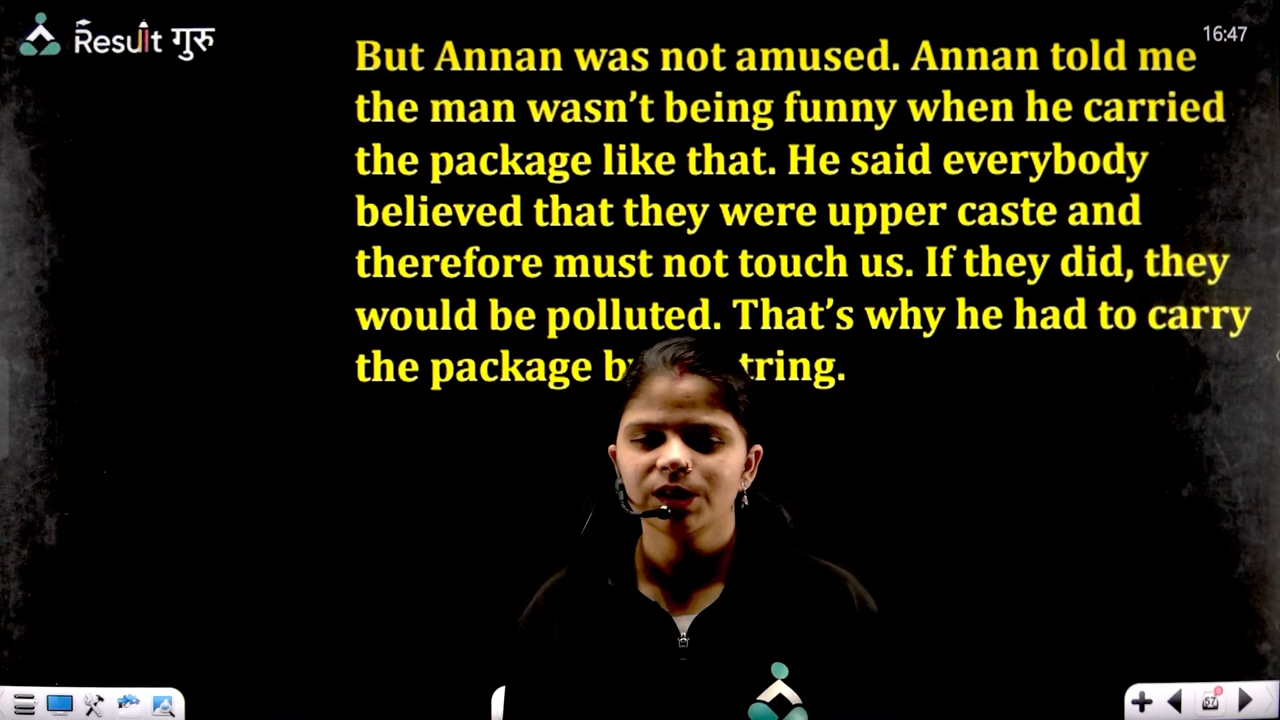 Result गुरु
16:47
But Annan was not amused. Annan told me
the man wasn't being funny when he carried
the package like that. He said everybody
believed that they were upper caste and
therefore must not touch us. If they did, they
would be polluted. That's why he had to carry
the package